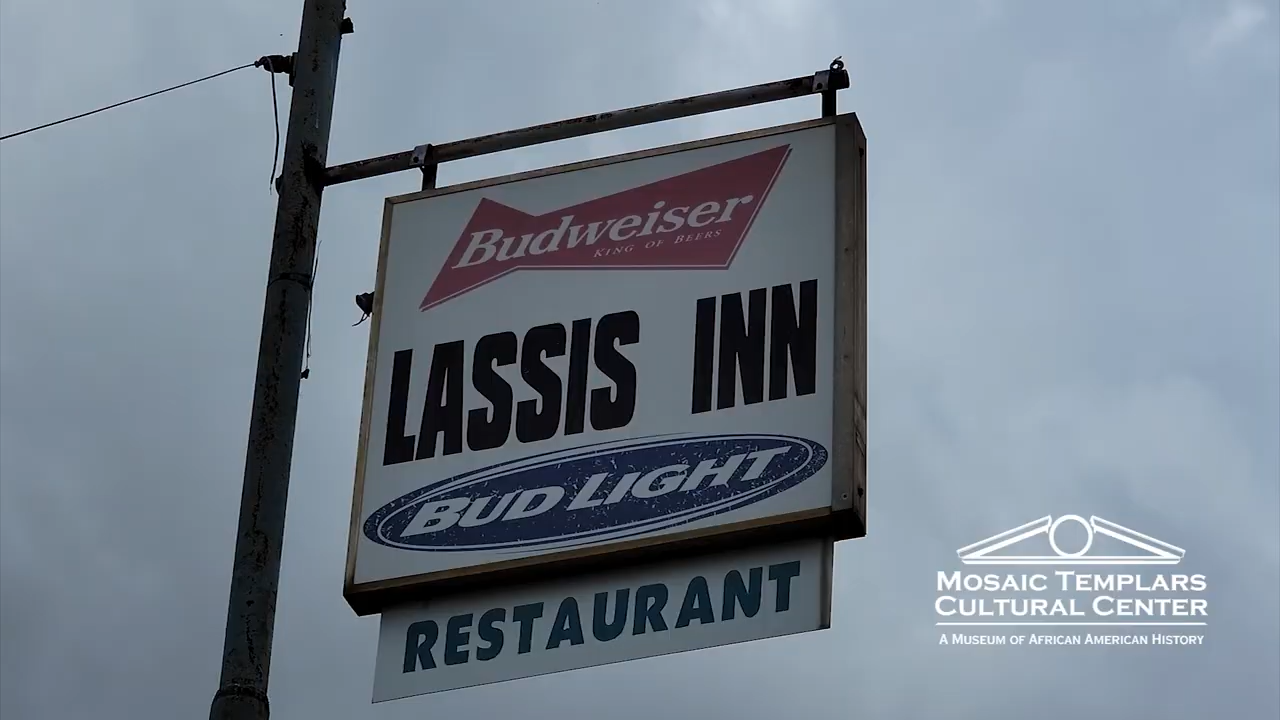 Budweiser
KING OF BEERS
LASSIS INN
BUD LIGHT
RESTAURANT
MOSAIC TEMPLARS
CULTURAL CENTER
A MUSEUM OF AFRICAN AMERICAN HISTORY